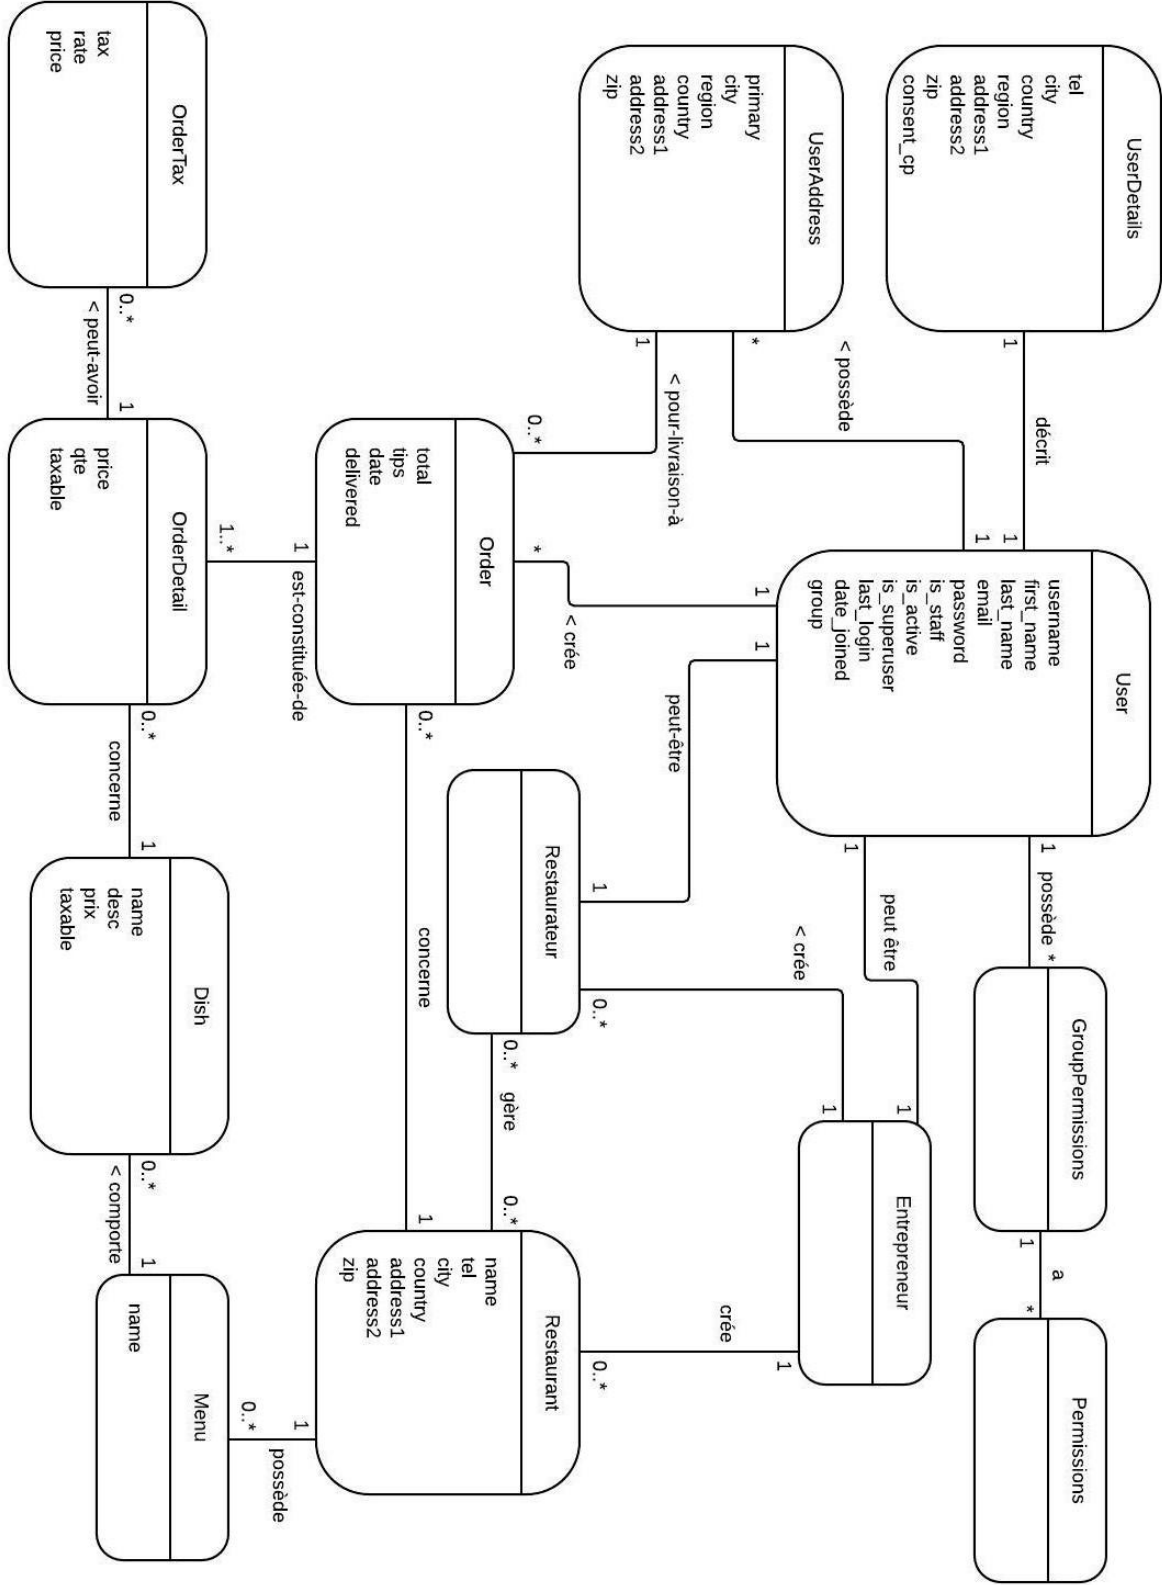 UserDetails
tel
city
country
region
address1
address2
zip
consent_cp
1
décrit
1
User
username
first_name
last_name
email
password
is_staff
is_active
is_superuser
last_login
date_joined
group
1
possède
*
GroupPermissions
1
a
*
Permissions
UserAddress
primary
city
region
country
address1
address2
zip
*
< possède
1
1
< pour-livraison-à
0..*
1
peut être
1
Entrepreneur
1
< crée
0..*
1
crée
0..*
1
< crée
*
1
peut-être
1
Restaurateur
0..*
gère
0..*
Order
total
tips
date
delivered
0..*
concerne
1
Restaurant
name
tel
city
country
address1
address2
zip
1
est-constituée-de
1..*
1
possède
0..*
OrderTax
tax
rate
price
0..*
< peut-avoir
1
OrderDetail
price
qte
taxable
0..*
concerne
1
Dish
name
desc
prix
taxable
0..*
< comporte
1
Menu
name